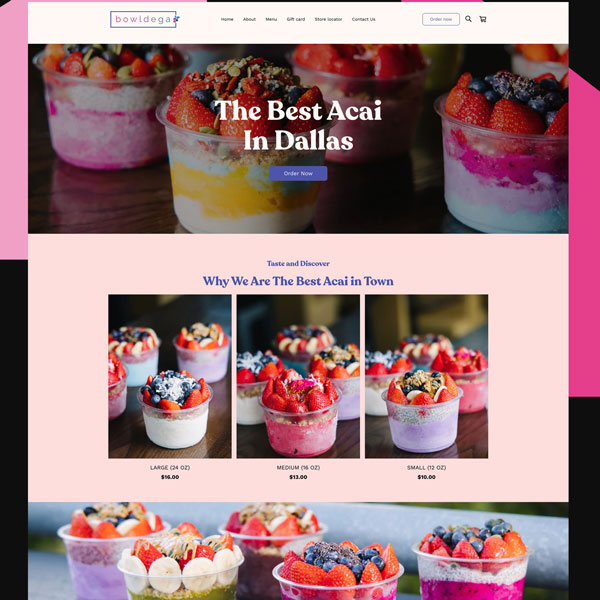 bowldega
Home About Menu Gift card Store locator Contact Us
Order now
The Best Acai
In Dallas
Order Now
Taste and Discover
Why We Are The Best Acai in Town
LARGE (24 OZ)
$16.00
MEDIUM (16 OZ)
$13.00
SMALL (12 OZ)
$10.00